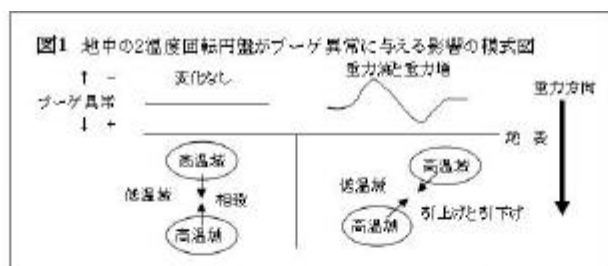 図1 地中の2温度回転円盤がブーゲ異常に与える影響の模式図
↑ - 変化なし 重力減と重力増 重力方向
ブーゲ異常
↓ +
地 表
高温域 高温域
低温域 相殺 低温域
高温域 高温域 引上げと引下げ